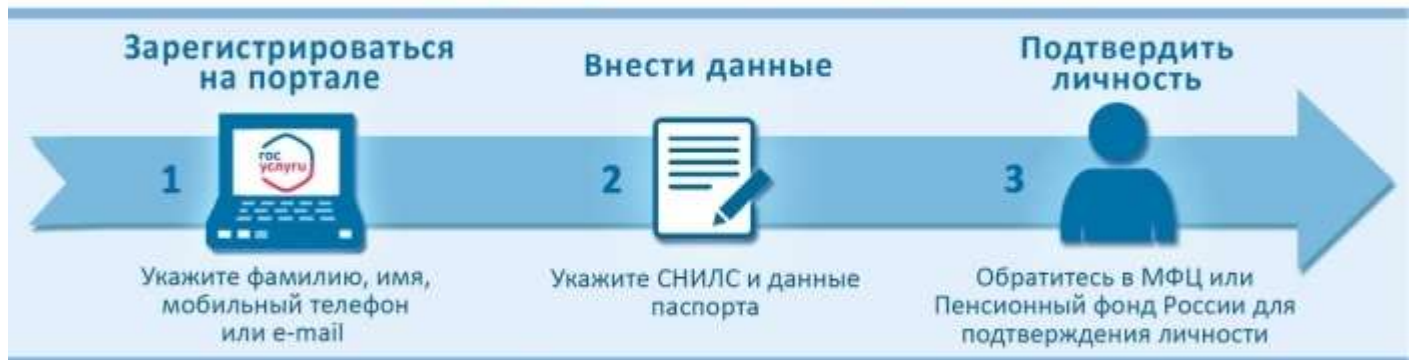 Зарегистрироваться
на портале
1
гос
услуги
Укажите фамилию, имя,
мобильный телефон
или e-mail
Внести данные
2
Укажите СНИЛС и данные
паспорта
Подтвердить
личность
3
Обратитесь в МФЦ или
Пенсионный фонд России для
подтверждения личности